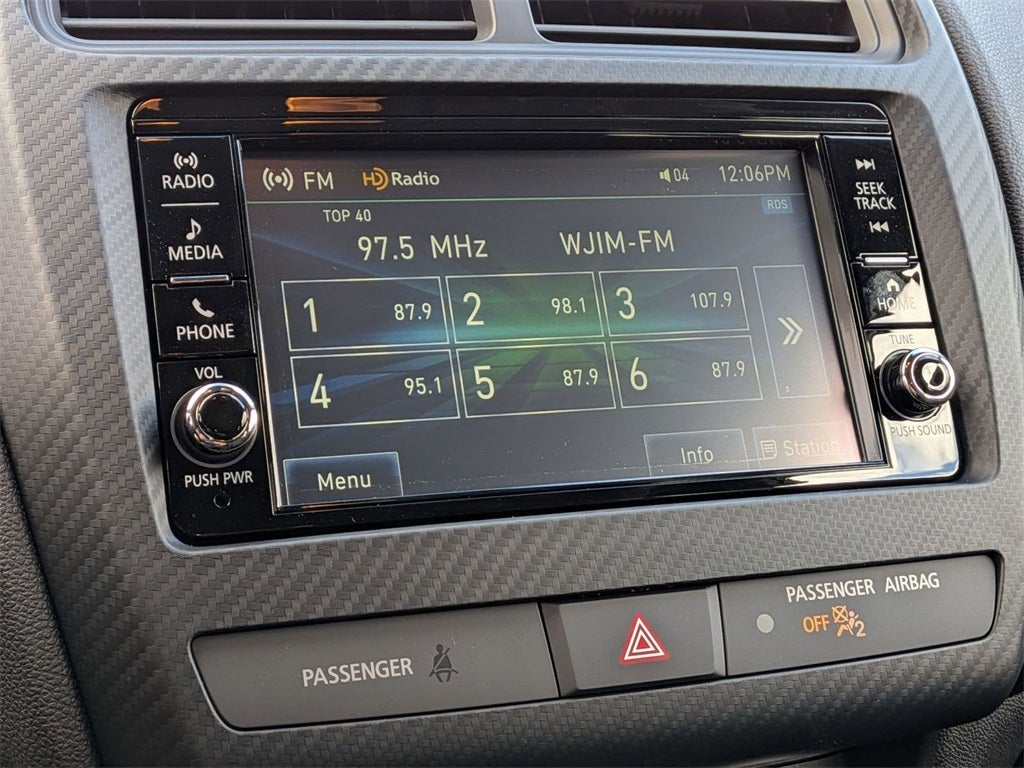 RADIO
MEDIA
PHONE
VOL
PUSH PWR
FM HD Radio 04 12:06PM
RDS
TOP 40
97.5 MHz WJIM-FM
1 87.9 2 98.1 3 107.9
4 95.1 5 87.9 6 87.9
Menu Info Station
SEEK
TRACK
HOME
TUNE
PUSH SOUND
PASSENGER
PASSENGER AIRBAG
OFF 2